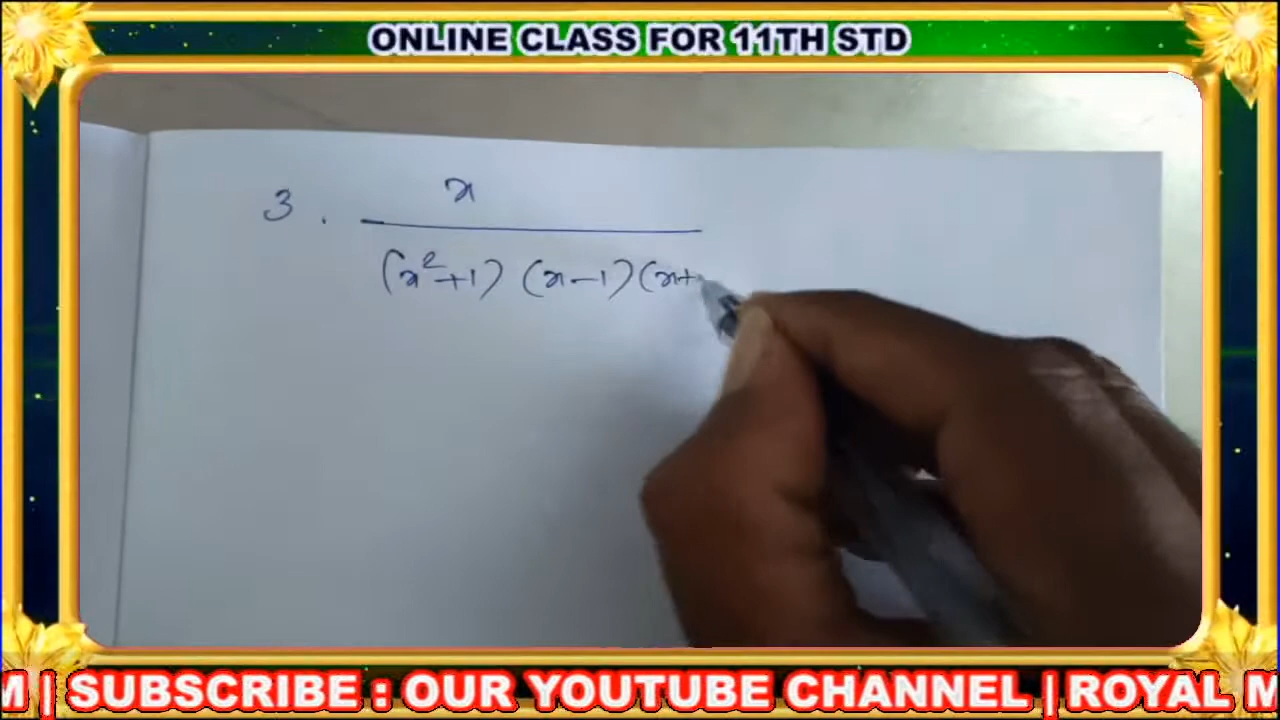 ONLINE CLASS FOR 11TH STD
3. x
(x²+1) (x-1)(x+
M | SUBSCRIBE : OUR YOUTUBE CHANNEL | ROYAL M